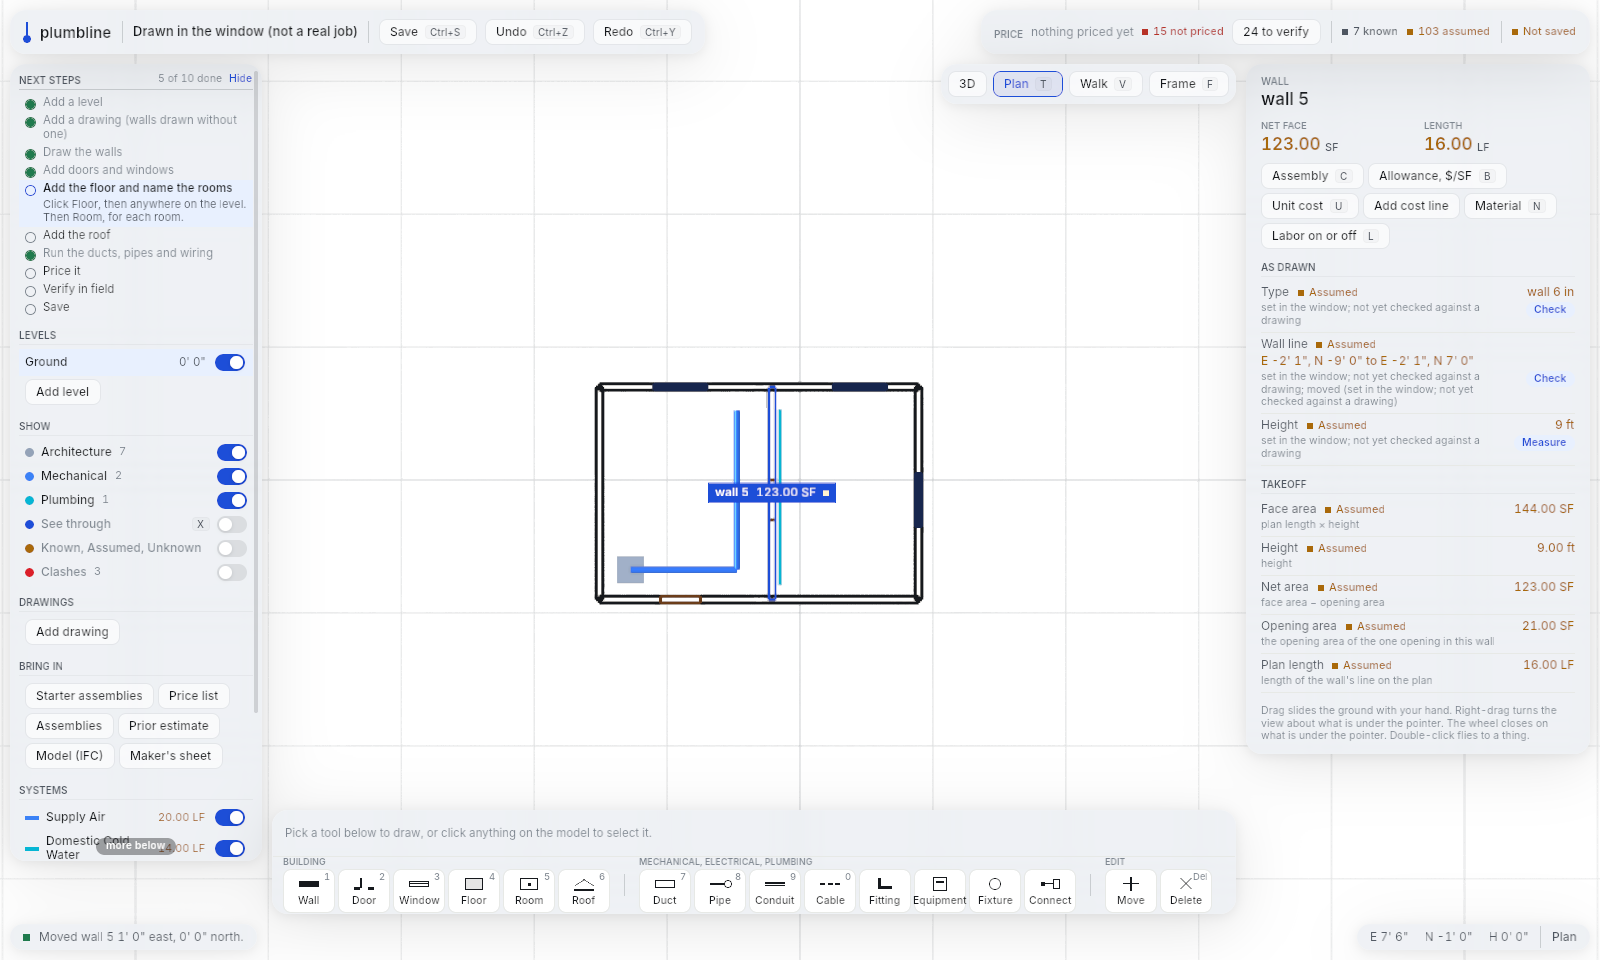 plumbline
Drawn in the window (not a real job)
Save Ctrl+S
Undo Ctrl+Z
Redo Ctrl+Y
PRICE nothing priced yet
15 not priced
24 to verify
7 known
103 assumed
Not saved
NEXT STEPS 5 of 10 done Hide
Add a level
Add a drawing (walls drawn without
one)
Draw the walls
Add doors and windows
Add the floor and name the rooms
Click Floor, then anywhere on the level.
Then Room, for each room.
Add the roof
Run the ducts, pipes and wiring
Price it
Verify in field
Save
LEVELS
Ground 0' 0"
Add level
SHOW
Architecture 7
Mechanical 2
Plumbing 1
See through X
Known, Assumed, Unknown
Clashes 3
DRAWINGS
Add drawing
BRING IN
Starter assemblies Price list
Assemblies Prior estimate
Model (IFC) Maker's sheet
SYSTEMS
Supply Air 20.00 LF
Domestic Cold
Water
more below
LF
Moved wall 5 1' 0" east, 0' 0" north.
3D
Plan T
Walk V
Frame F
wall 5 123.00 SF
Pick a tool below to draw, or click anything on the model to select it.
BUILDING
Wall 1
Door 2
Window 3
Floor 4
Room 5
Roof 6
MECHANICAL, ELECTRICAL, PLUMBING
Duct 7
Pipe 8
Conduit 9
Cable 0
Fitting
Equipment
Fixture
Connect
EDIT
Move
Delete Del
WALL
wall 5
NET FACE LENGTH
123.00 SF 16.00 LF
Assembly C Allowance, $/SF B
Unit cost U Add cost line Material N
Labor on or off L
AS DRAWN
Type Assumed wall 6 in
set in the window; not yet checked against a
drawing
Check
Wall line Assumed
E -2' 1", N -9' 0" to E -2' 1", N 7' 0"
set in the window; not yet checked against a
drawing; moved (set in the window; not yet
checked against a drawing)
Check
Height Assumed 9 ft
set in the window; not yet checked against a
drawing
Measure
TAKEOFF
Face area Assumed 144.00 SF
plan length × height
Height Assumed 9.00 ft
height
Net area Assumed 123.00 SF
face area − opening area
Opening area Assumed 21.00 SF
the opening area of the one opening in this wall
Plan length Assumed 16.00 LF
length of the wall's line on the plan
Drag slides the ground with your hand. Right-drag turns the
view about what is under the pointer. The wheel closes on
what is under the pointer. Double-click flies to a thing.
E 7' 6" N -1' 0" H 0' 0" Plan